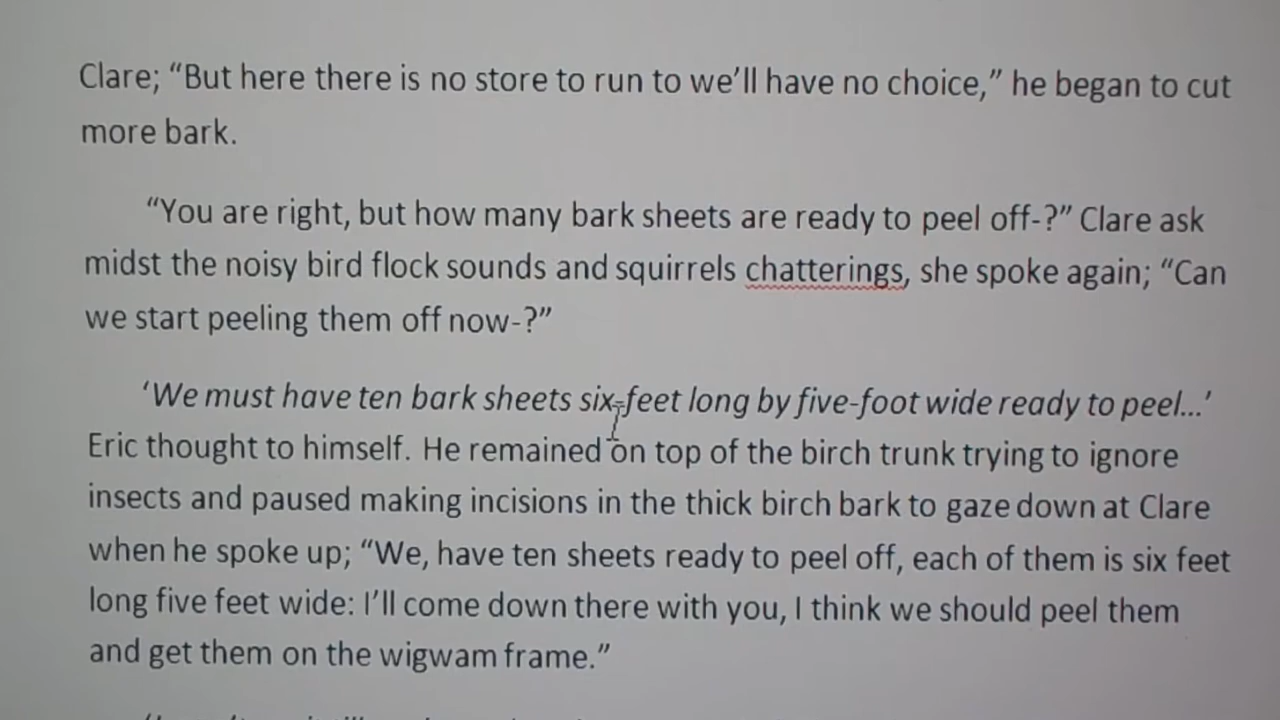 Clare; “But here there is no store to run to we’ll have no choice,” he began to cut
more bark.
“You are right, but how many bark sheets are ready to peel off-?” Clare ask
midst the noisy bird flock sounds and squirrels chatterings, she spoke again; “Can
we start peeling them off now-?”
‘We must have ten bark sheets six-feet long by five-foot wide ready to peel...’
Eric thought to himself. He remained on top of the birch trunk trying to ignore
insects and paused making incisions in the thick birch bark to gaze down at Clare
when he spoke up; “We, have ten sheets ready to peel off, each of them is six feet
long five feet wide: I’ll come down there with you, I think we should peel them
and get them on the wigwam frame.”